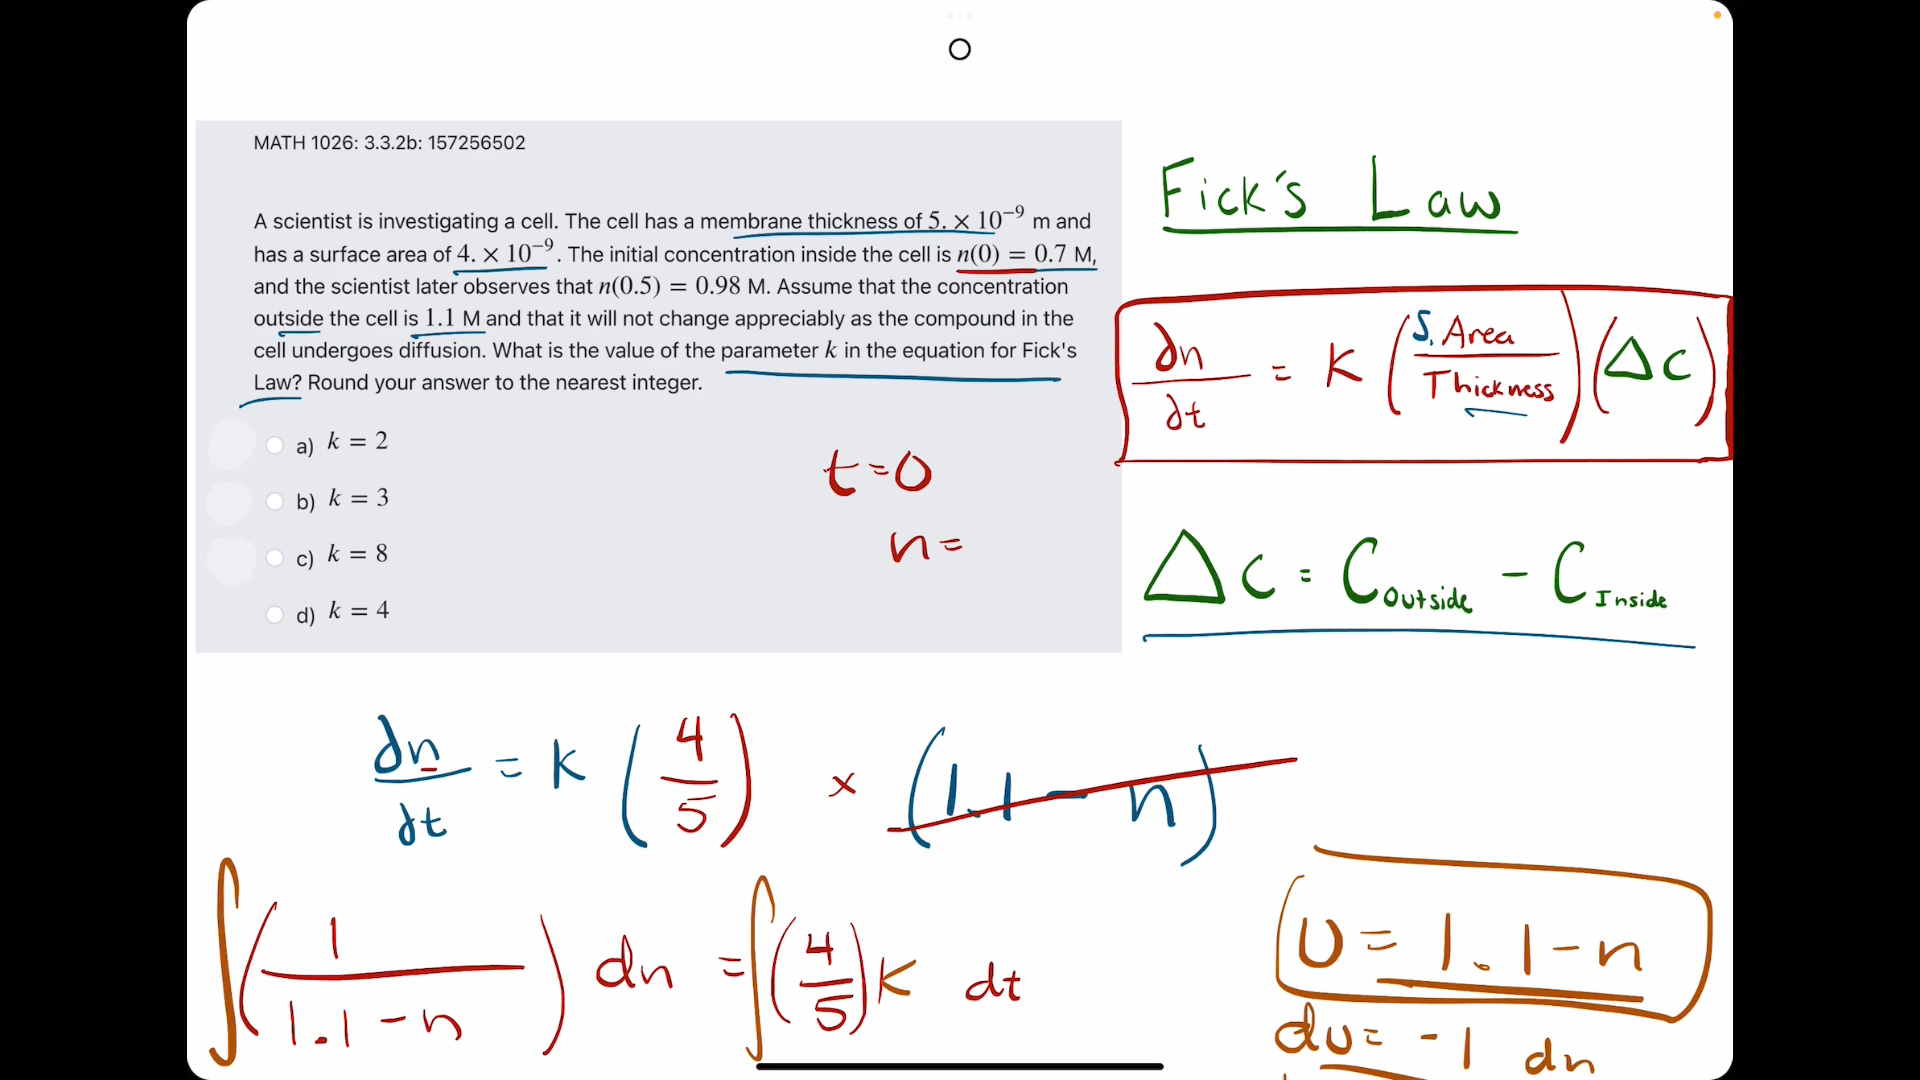 MATH 1026: 3.3.2b: 157256502
A scientist is investigating a cell. The cell has a membrane thickness of 5. × 10⁻⁹ m and
has a surface area of 4. × 10⁻⁹. The initial concentration inside the cell is n(0) = 0.7 M,
and the scientist later observes that n(0.5) = 0.98 M. Assume that the concentration
outside the cell is 1.1 M and that it will not change appreciably as the compound in the
cell undergoes diffusion. What is the value of the parameter k in the equation for Fick's
Law? Round your answer to the nearest integer.
a) k = 2
b) k = 3
c) k = 8
d) k = 4
t=0
n=
Fick's Law
dn/dt = K (S. Area/Thickness) (ΔC)
ΔC = C Outside - C Inside
dn/dt = K (4/5) × (1.1 - n)
∫(1/1.1-n) dn = ∫(4/5)K dt
U = 1.1-n
du = -1 dn